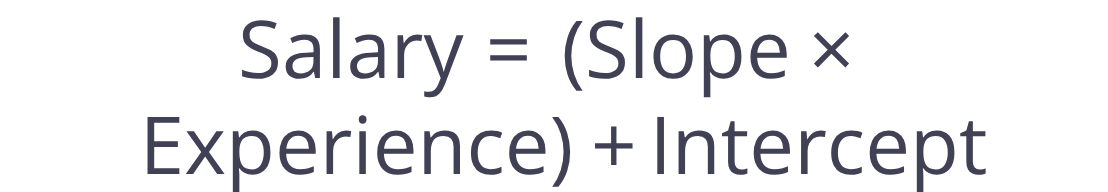 Salary = (Slope ×
Experience) + Intercept